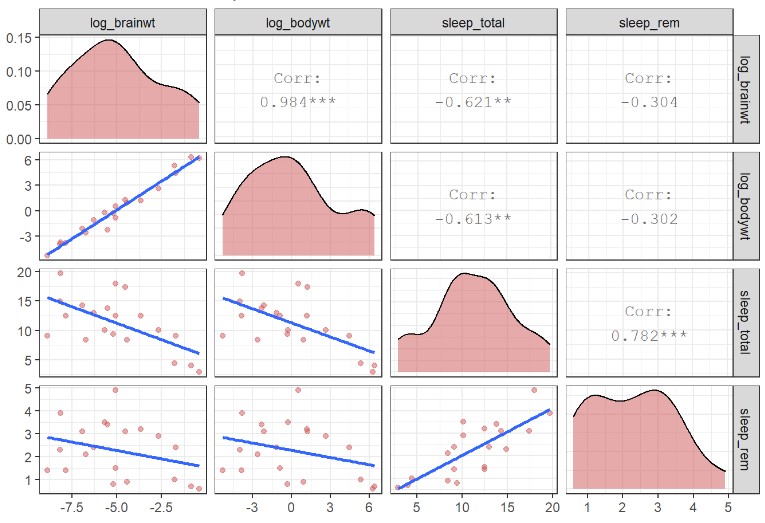 log_brainwt log_bodywt sleep_total sleep_rem
0.15
0.10
0.05
0.00
Corr:
0.984***
Corr:
-0.621**
Corr:
-0.304
log_brainwt
6
3
0
-3
Corr:
-0.613**
Corr:
-0.302
log_bodywt
20
15
10
5
Corr:
0.782***
sleep_total
5
4
3
2
1
sleep_rem
-7.5 -5.0 -2.5 -3 0 3 6 5 10 15 20 1 2 3 4 5